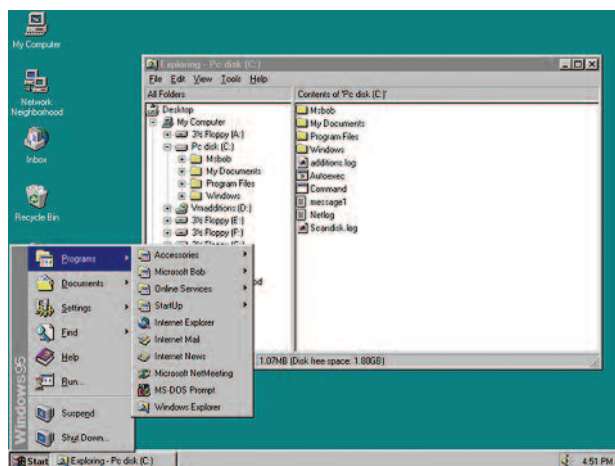 My Computer
Network
Neighborhood
Inbox
Recycle Bin
Exploring - Pc disk (C:)
File Edit View Tools Help
All Folders
Contents of 'Pc disk (C:)'
Desktop
My Computer
3½ Floppy (A:)
Pc disk (C:)
Msbob
My Documents
Program Files
Windows
Vmadditions (D:)
3½ Floppy (E:)
3½ Floppy (F:)
Msbob
My Documents
Program Files
Windows
additions.log
Autoexec
Command
message1
Netlog
Scandisk.log
1.07MB (Disk free space: 1.80GB)
Programs
Documents
Settings
Find
Help
Run...
Suspend
Shut Down...
Windows95
Accessories
Microsoft Bob
Online Services
StartUp
Internet Explorer
Internet Mail
Internet News
Microsoft NetMeeting
MS-DOS Prompt
Windows Explorer
Start
Exploring - Pc disk (C:)
4:51 PM